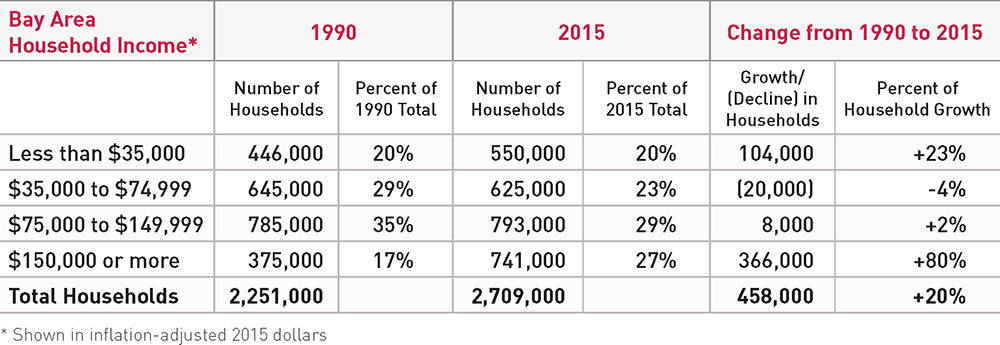 Bay Area
Household Income* 1990 2015 Change from 1990 to 2015
Number of Households Percent of 1990 Total Number of Households Percent of 2015 Total Growth/ (Decline) in Households Percent of Household Growth
Less than $35,000 446,000 20% 550,000 20% 104,000 +23%
$35,000 to $74,999 645,000 29% 625,000 23% (20,000) -4%
$75,000 to $149,999 785,000 35% 793,000 29% 8,000 +2%
$150,000 or more 375,000 17% 741,000 27% 366,000 +80%
Total Households 2,251,000 2,709,000 458,000 +20%
* Shown in inflation-adjusted 2015 dollars